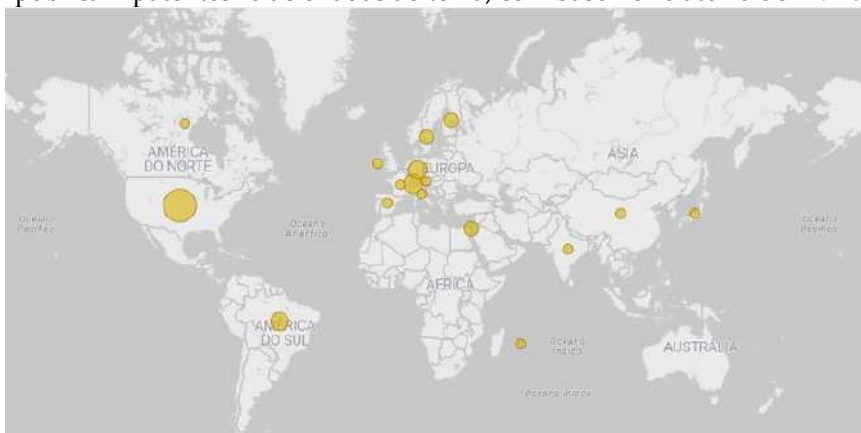 AMÉRICA
DO NORTE
EUROPA
ÁSIA
Oceano
Pacífico
Oceano
Atlântico
Oceano
Pacífico
ÁFRICA
AMÉRICA
DO SUL
Oceano
Índico
AUSTRÁLIA
Oceano Índico